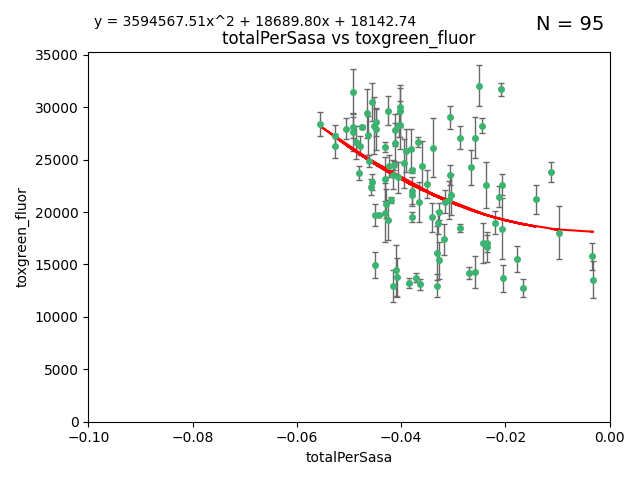 y = 3594567.51x^2 + 18689.80x + 18142.74
N = 95
totalPerSasa vs toxgreen_fluor
35000
30000
25000
20000
15000
10000
5000
0
toxgreen_fluor
−0.10 −0.08 −0.06 −0.04 −0.02 0.00
totalPerSasa